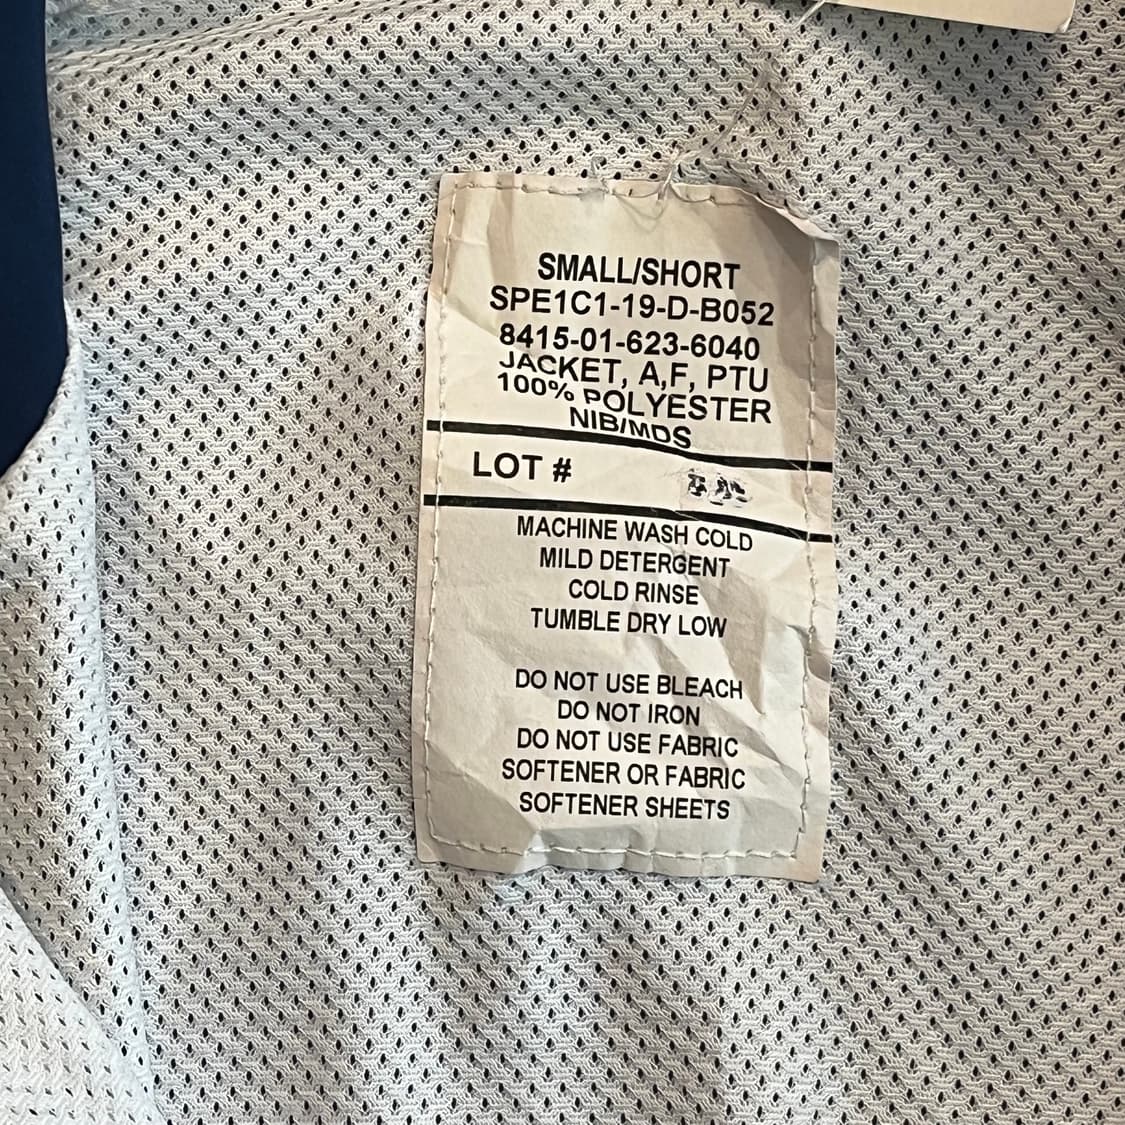 SMALL/SHORT
SPE1C1-19-D-B052
8415-01-623-6040
JACKET, A,F, PTU
100% POLYESTER
NIB/MDS
LOT #
MACHINE WASH COLD
MILD DETERGENT
COLD RINSE
TUMBLE DRY LOW
DO NOT USE BLEACH
DO NOT IRON
DO NOT USE FABRIC
SOFTENER OR FABRIC
SOFTENER SHEETS